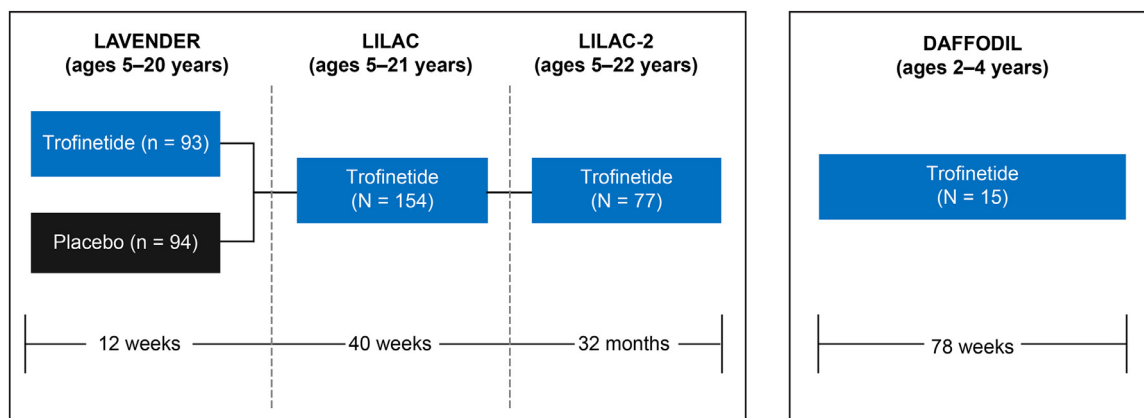 LAVENDER
(ages 5–20 years)
Trofinetide (n = 93)
Placebo (n = 94)
12 weeks
LILAC
(ages 5–21 years)
Trofinetide
(N = 154)
40 weeks
LILAC-2
(ages 5–22 years)
Trofinetide
(N = 77)
32 months
DAFFODIL
(ages 2–4 years)
Trofinetide
(N = 15)
78 weeks